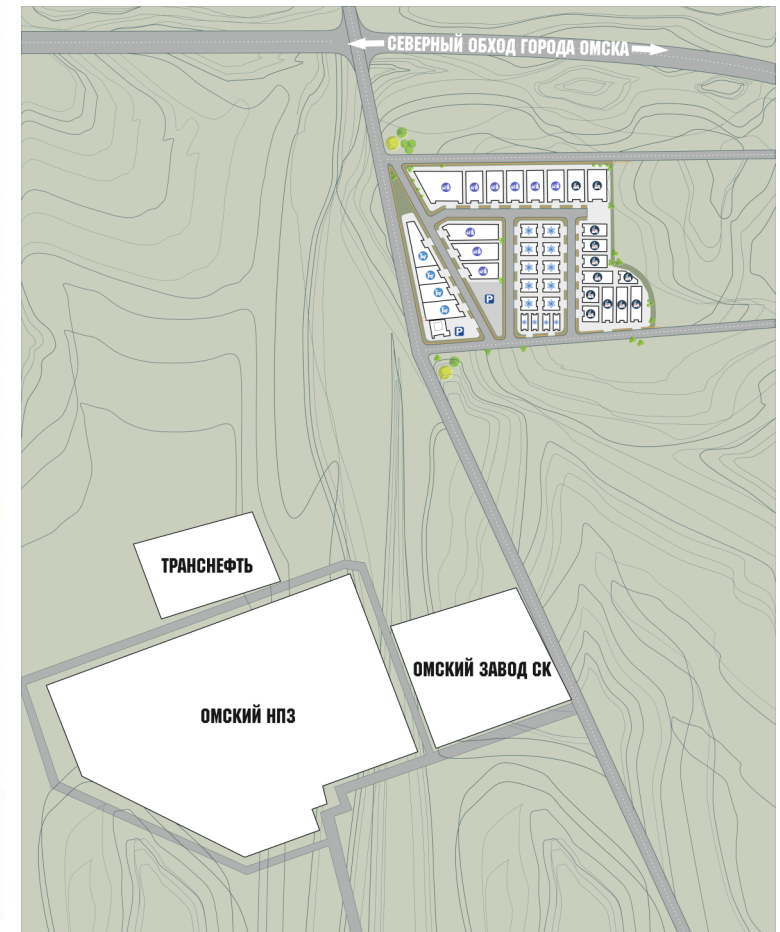 СЕВЕРНЫЙ ОБХОД ГОРОДА ОМСКА
P
P
ТРАНСНЕФТЬ
ОМСКИЙ ЗАВОД СК
ОМСКИЙ НПЗ